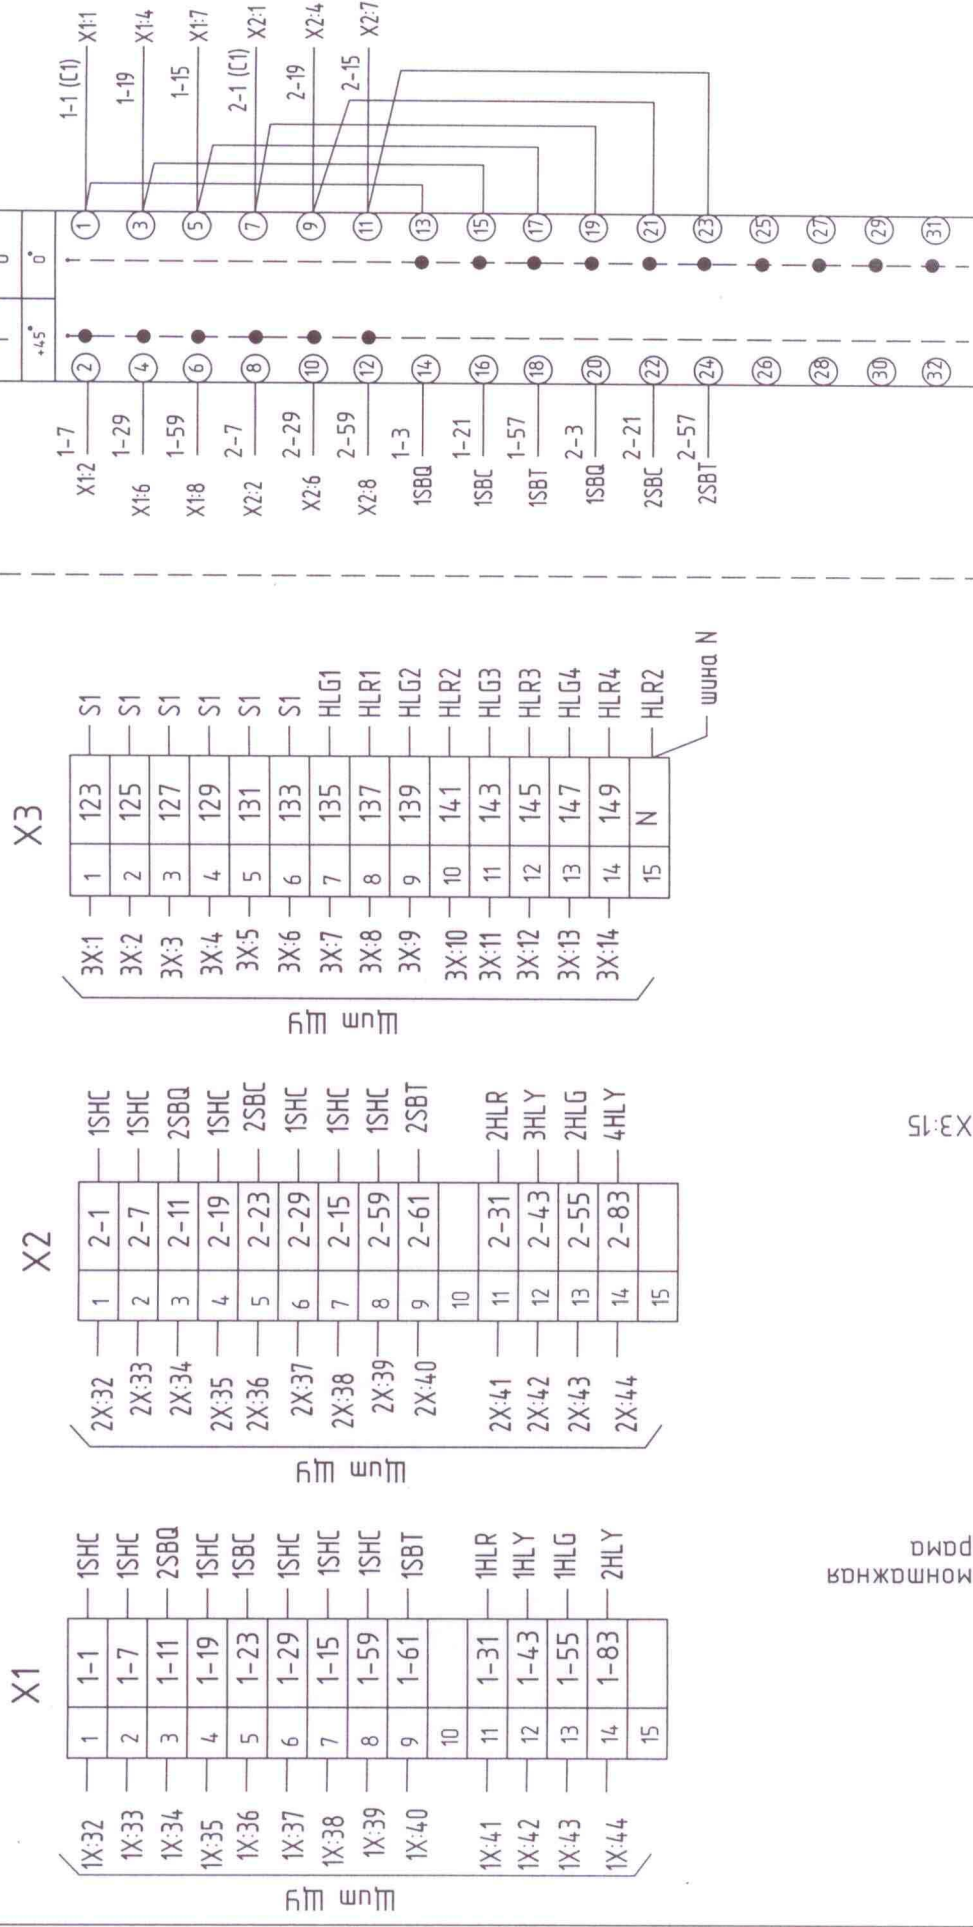 X1
1X:32 1 1-1 1SHC
1X:33 2 1-7 1SHC
1X:34 3 1-11 2SBQ
1X:35 4 1-19 1SHC
1X:36 5 1-23 1SBC
1X:37 6 1-29 1SHC
1X:38 7 1-15 1SHC
1X:39 8 1-59 1SHC
1X:40 9 1-61 1SBT
10
1X:41 11 1-31 1HLR
1X:42 12 1-43 1HLY
1X:43 13 1-55 1HLG
1X:44 14 1-83 2HLY
15
Щит ЩУ
X2
2X:32 1 2-1 1SHC
2X:33 2 2-7 1SHC
2X:34 3 2-11 2SBQ
2X:35 4 2-19 1SHC
2X:36 5 2-23 2SBC
2X:37 6 2-29 1SHC
2X:38 7 2-15 1SHC
2X:39 8 2-59 1SHC
2X:40 9 2-61 2SBT
10
2X:41 11 2-31 2HLR
2X:42 12 2-43 3HLY
2X:43 13 2-55 2HLG
2X:44 14 2-83 4HLY
15
Щит ЩУ
X3
3X:1 1 123 S1
3X:2 2 125 S1
3X:3 3 127 S1
3X:4 4 129 S1
3X:5 5 131 S1
3X:6 6 133 S1
3X:7 7 135 HLG1
3X:8 8 137 HLR1
3X:9 9 139 HLG2
3X:10 10 141 HLR2
3X:11 11 143 HLG3
3X:12 12 145 HLR3
3X:13 13 147 HLG4
3X:14 14 149 HLR4
15 N HLR2
шина N
Щит ЩУ
+45° 0°
X1:2 1-7 2 1 1-1 (C1) X1:1
X1:6 1-29 4 3 1-19 X1:4
X1:8 1-59 6 5 1-15 X1:7
X2:2 2-7 8 7 2-1 (C1) X2:1
X2:6 2-29 10 9 2-19 X2:4
X2:8 2-59 12 11 2-15 X2:7
1SBQ 1-3 14 13
1SBC 1-21 16 15
1SBT 1-57 18 17
1SBQ 2-3 20 19
2SBC 2-21 22 21
2SBT 2-57 24 23
26 25
28 27
30 29
32 31
монтажная
рама
X3:15